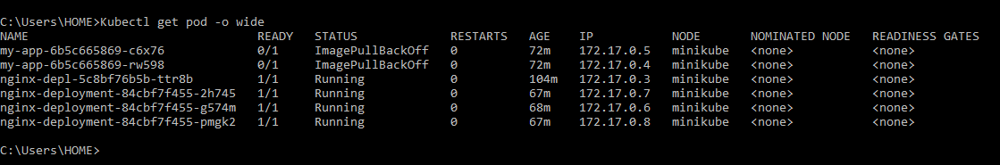 C:\Users\HOME>Kubectl get pod -o wide
NAME READY STATUS RESTARTS AGE IP NODE NOMINATED NODE READINESS GATES
my-app-6b5c665869-c6x76 0/1 ImagePullBackOff 0 72m 172.17.0.5 minikube <none> <none>
my-app-6b5c665869-rw598 0/1 ImagePullBackOff 0 72m 172.17.0.4 minikube <none> <none>
nginx-depl-5c8bf76b5b-ttr8b 1/1 Running 0 104m 172.17.0.3 minikube <none> <none>
nginx-deployment-84cbf7f455-2h745 1/1 Running 0 67m 172.17.0.7 minikube <none> <none>
nginx-deployment-84cbf7f455-g574m 1/1 Running 0 68m 172.17.0.6 minikube <none> <none>
nginx-deployment-84cbf7f455-pmgk2 1/1 Running 0 67m 172.17.0.8 minikube <none> <none>
C:\Users\HOME>